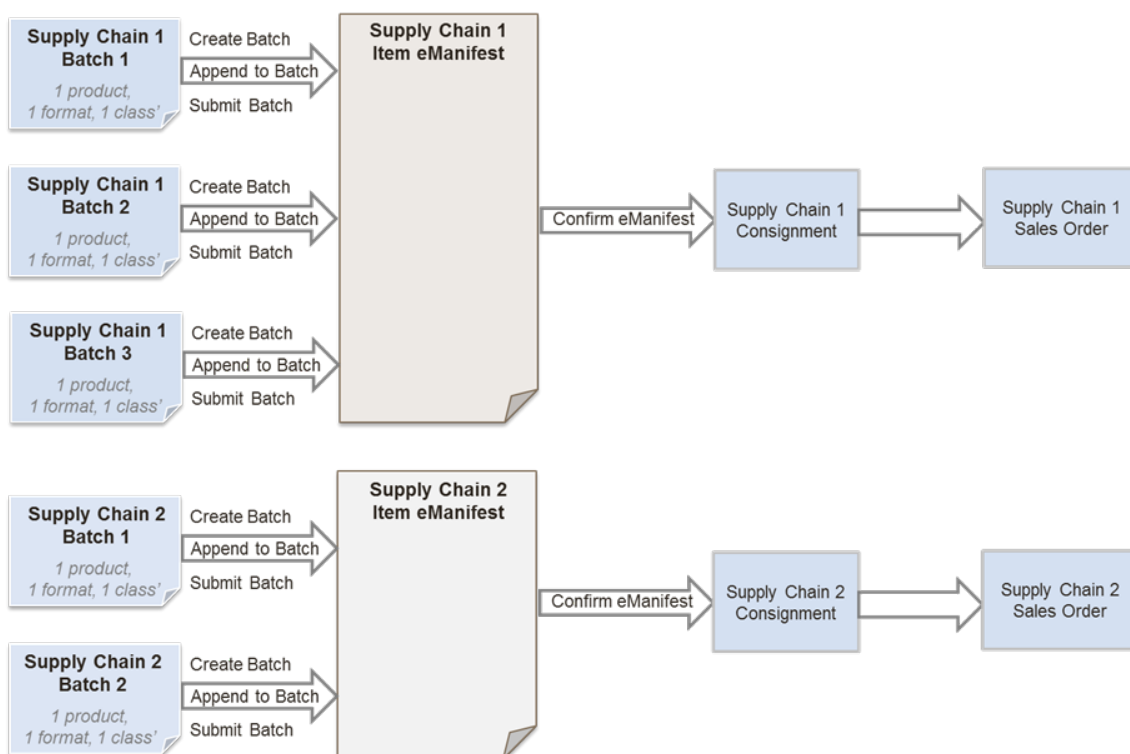 Supply Chain 1
Batch 1
1 product,
1 format, 1 class’
Create Batch
Append to Batch
Submit Batch
Supply Chain 1
Item eManifest
Supply Chain 1
Batch 2
1 product,
1 format, 1 class’
Create Batch
Append to Batch
Submit Batch
Confirm eManifest
Supply Chain 1
Consignment
Supply Chain 1
Sales Order
Supply Chain 1
Batch 3
1 product,
1 format, 1 class’
Create Batch
Append to Batch
Submit Batch
Supply Chain 2
Batch 1
1 product,
1 format, 1 class’
Create Batch
Append to Batch
Submit Batch
Supply Chain 2
Item eManifest
Confirm eManifest
Supply Chain 2
Consignment
Supply Chain 2
Sales Order
Supply Chain 2
Batch 2
1 product,
1 format, 1 class’
Create Batch
Append to Batch
Submit Batch